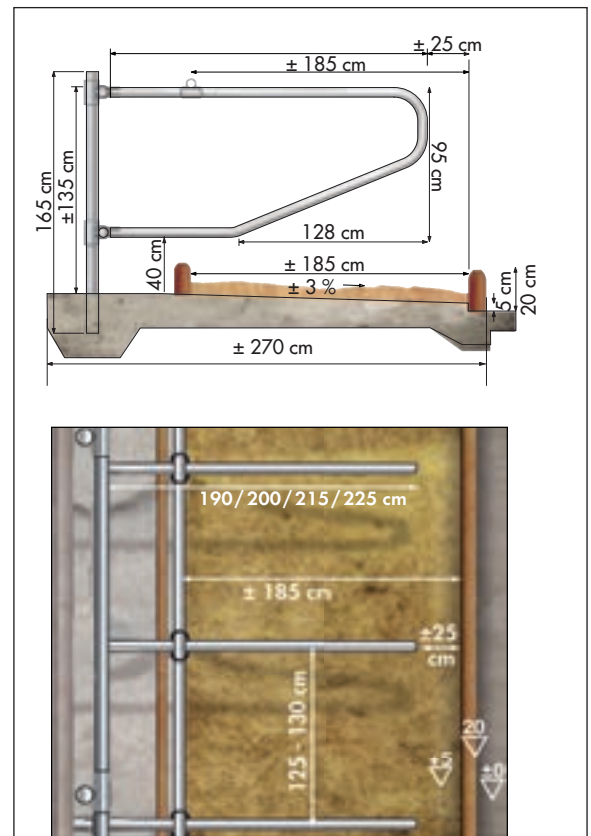 ± 25 cm
± 185 cm
165 cm
±135 cm
95 cm
128 cm
40 cm
± 185 cm
± 3 %
5 cm
20 cm
± 270 cm
190/200/215/225 cm
± 185 cm
±25
cm
125 - 130 cm
20
±5
±0